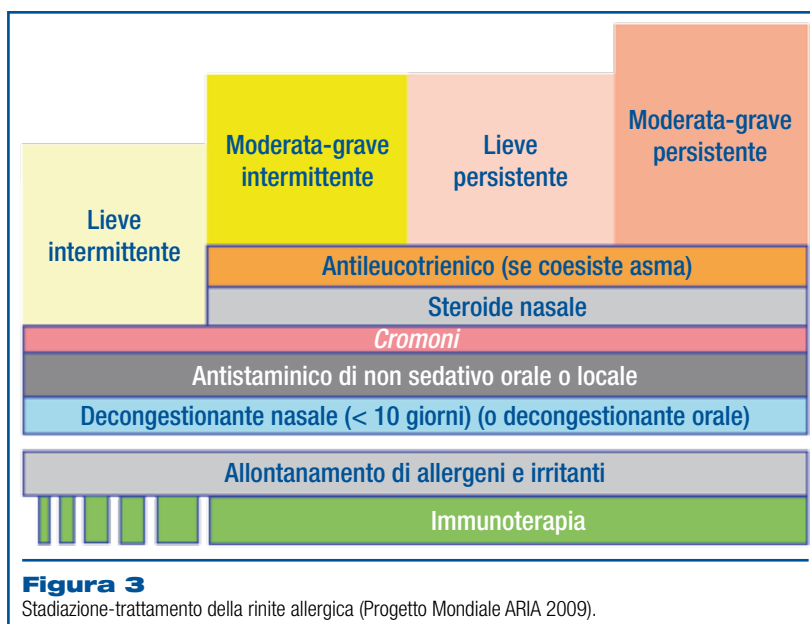 Lieve
intermittente
Moderata-grave
intermittente
Lieve
persistente
Moderata-grave
persistente
Antileucotrienico (se coesiste asma)
Steroide nasale
Cromoni
Antistaminico di non sedativo orale o locale
Decongestionante nasale (< 10 giorni) (o decongestionante orale)
Allontanamento di allergeni e irritanti
Immunoterapia
Figura 3
Stadiazione-trattamento della rinite allergica (Progetto Mondiale ARIA 2009).